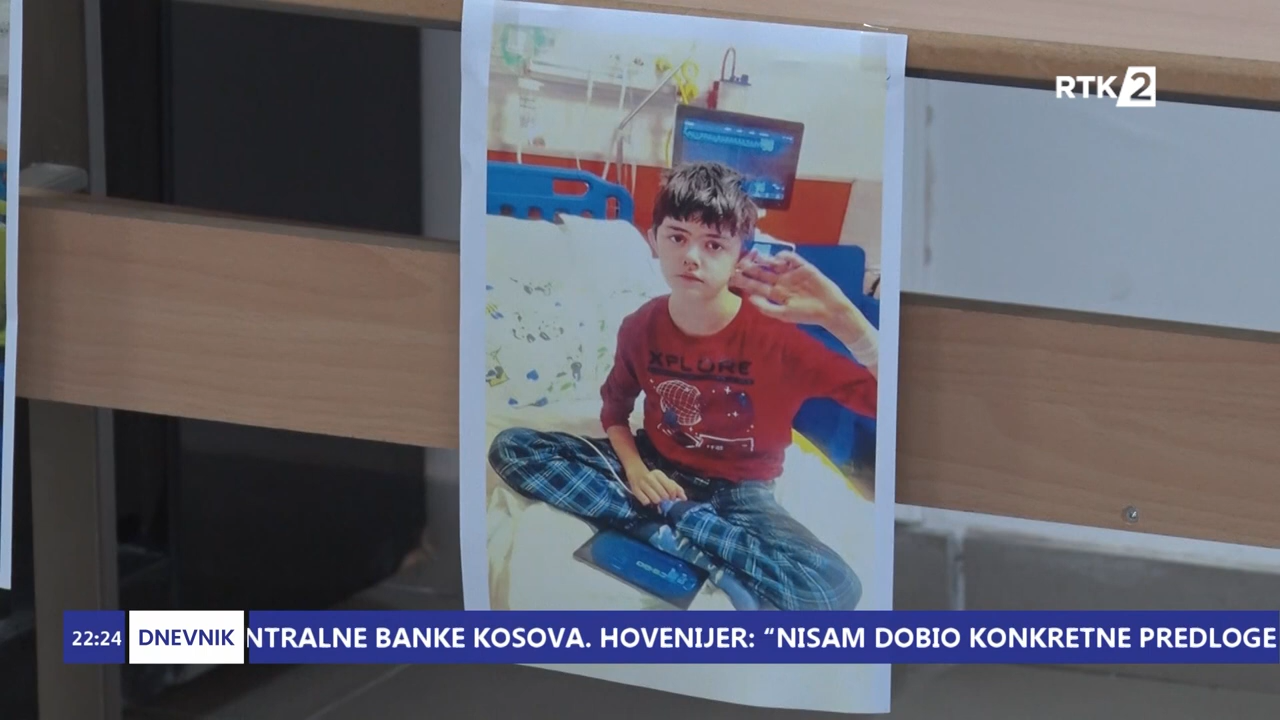 RTK2
XPLORE
22:24 DNEVNIK NTRALNE BANKE KOSOVA. HOVENIJER: “NISAM DOBIO KONKRETNE PREDLOGE